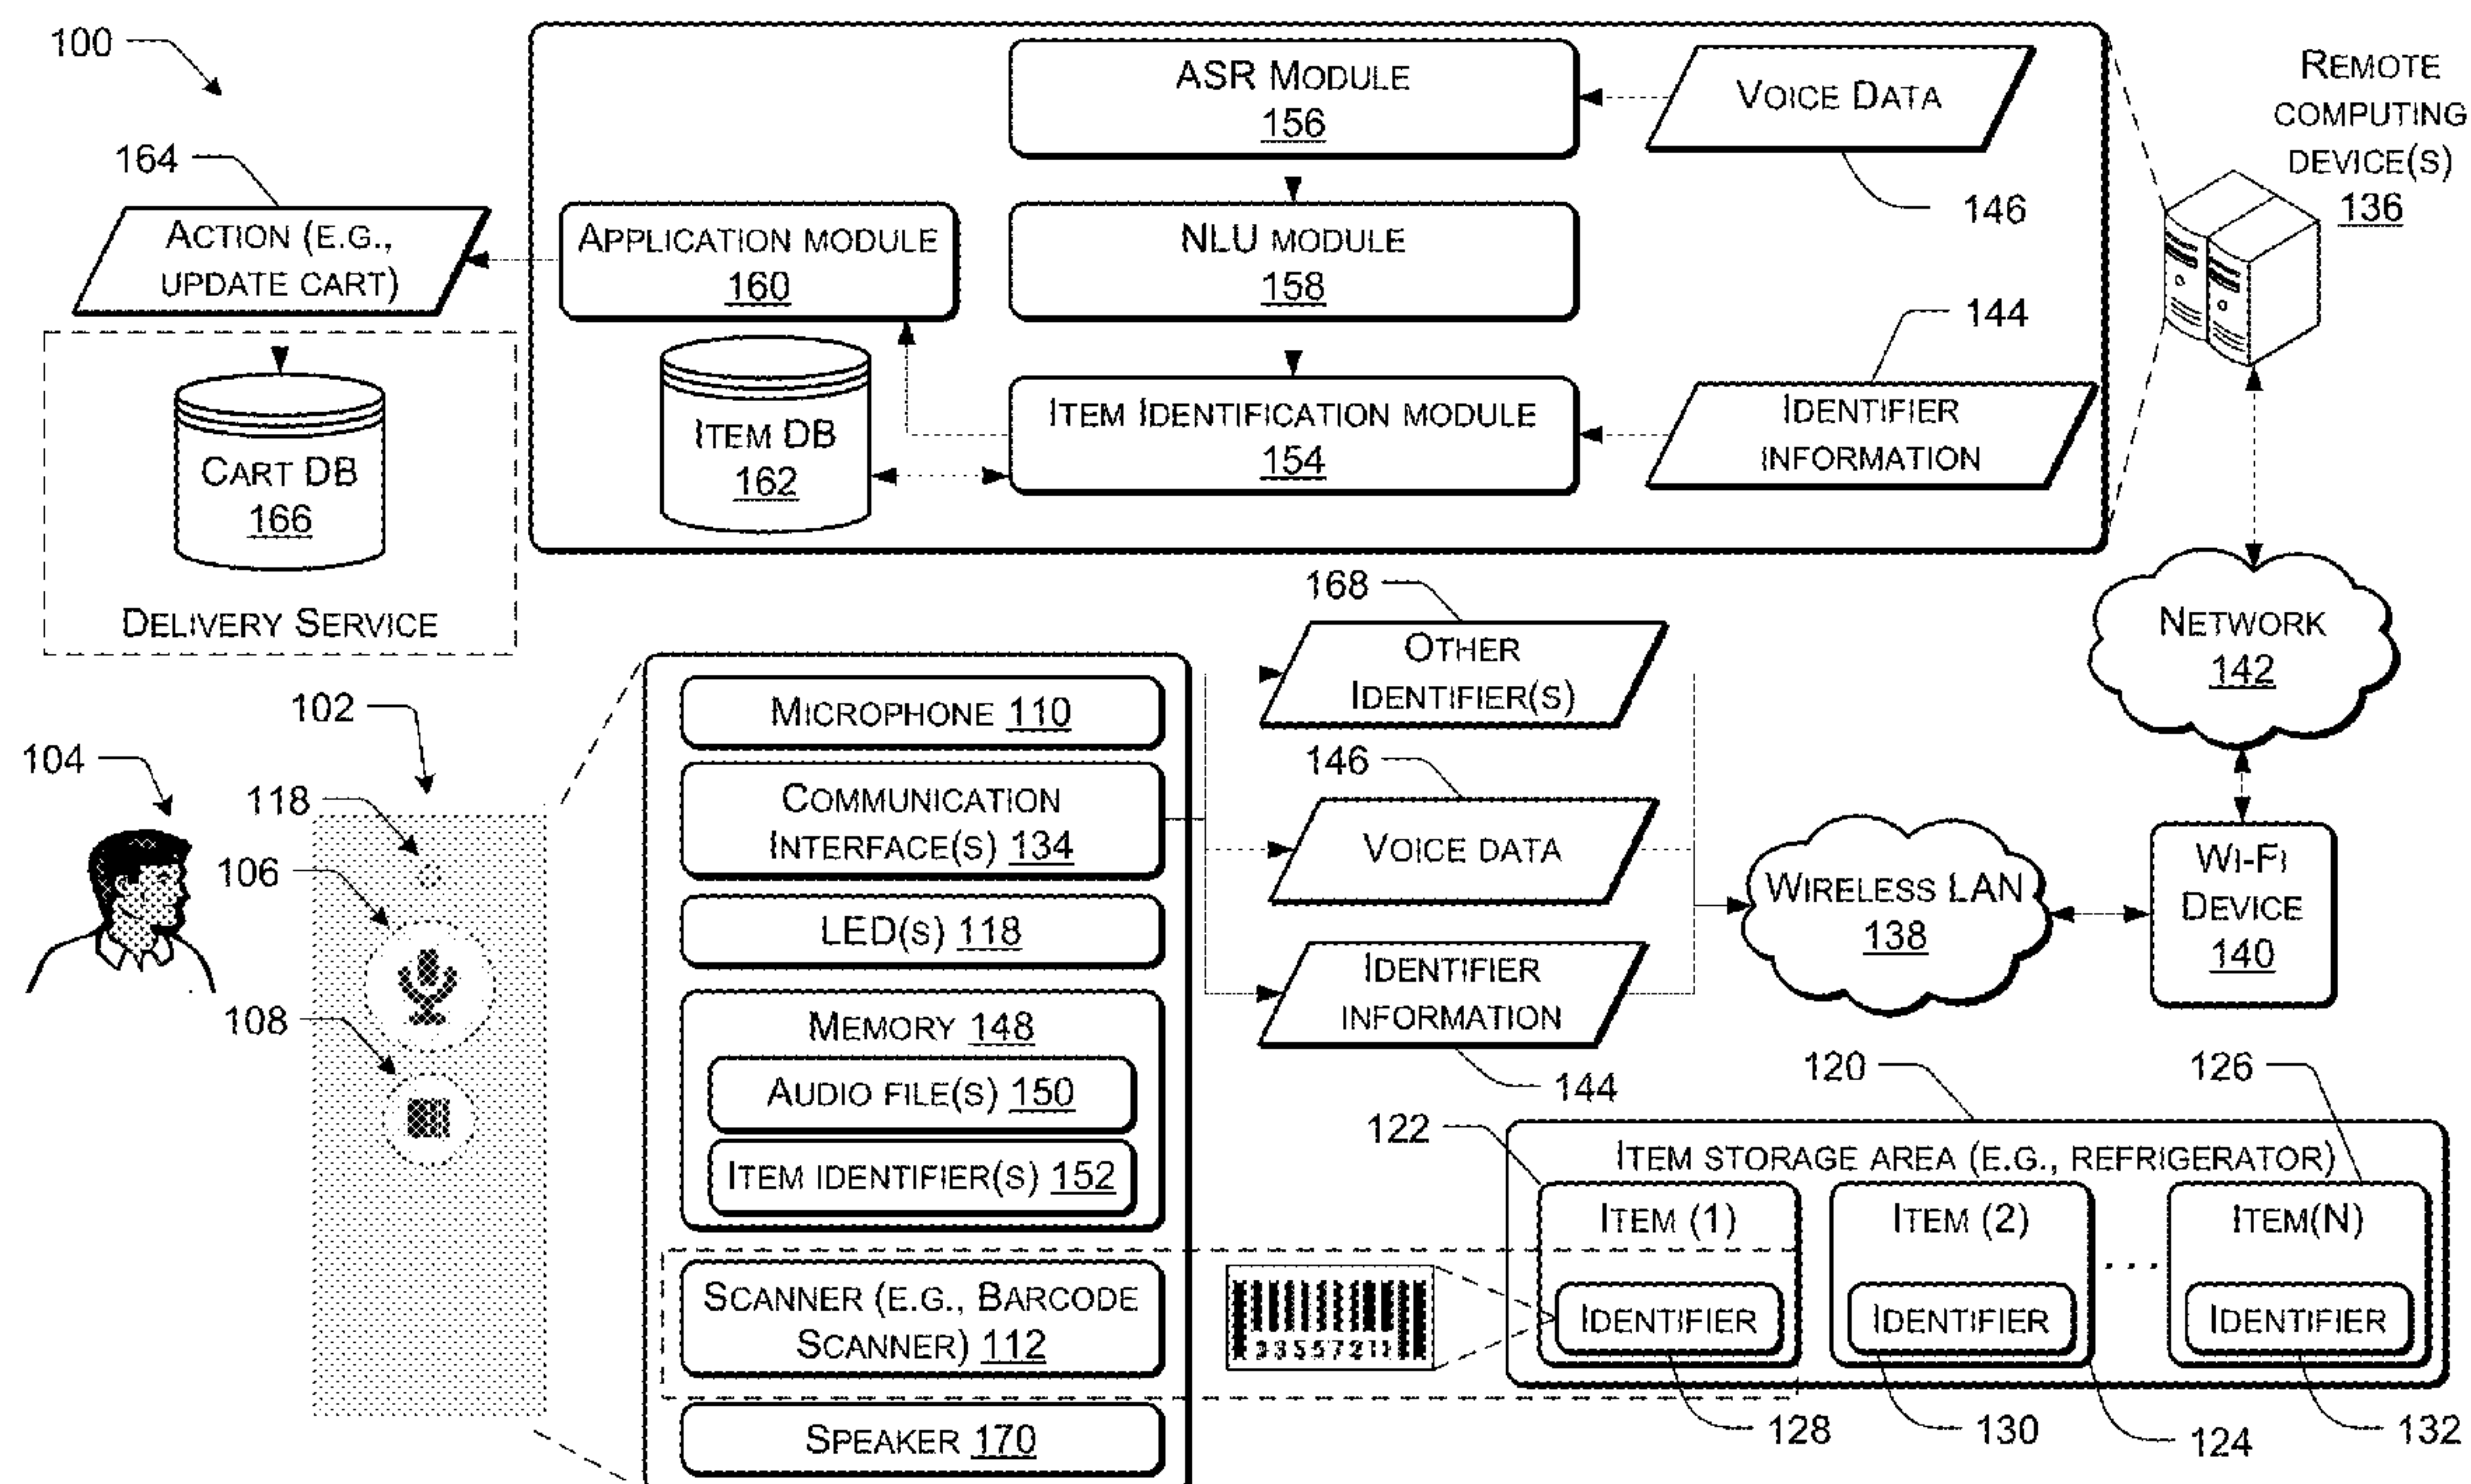 100
ASR MODULE
156
VOICE DATA
146
REMOTE
COMPUTING
DEVICE(S)
136
164
ACTION (E.G.,
UPDATE CART)
APPLICATION MODULE
160
NLU MODULE
158
144
ITEM DB
162
ITEM IDENTIFICATION MODULE
154
IDENTIFIER
INFORMATION
CART DB
166
DELIVERY SERVICE
NETWORK
142
168
OTHER
IDENTIFIER(S)
146
VOICE DATA
IDENTIFIER
INFORMATION
144
WIRELESS LAN
138
WI-FI
DEVICE
140
102
104
118
106
108
MICROPHONE 110
COMMUNICATION
INTERFACE(S) 134
LED(S) 118
MEMORY 148
AUDIO FILE(S) 150
ITEM IDENTIFIER(S) 152
SCANNER (E.G., BARCODE
SCANNER) 112
SPEAKER 170
120
126
122
ITEM STORAGE AREA (E.G., REFRIGERATOR)
ITEM (1)
ITEM (2)
...
ITEM(N)
IDENTIFIER
IDENTIFIER
IDENTIFIER
128
130
124
132